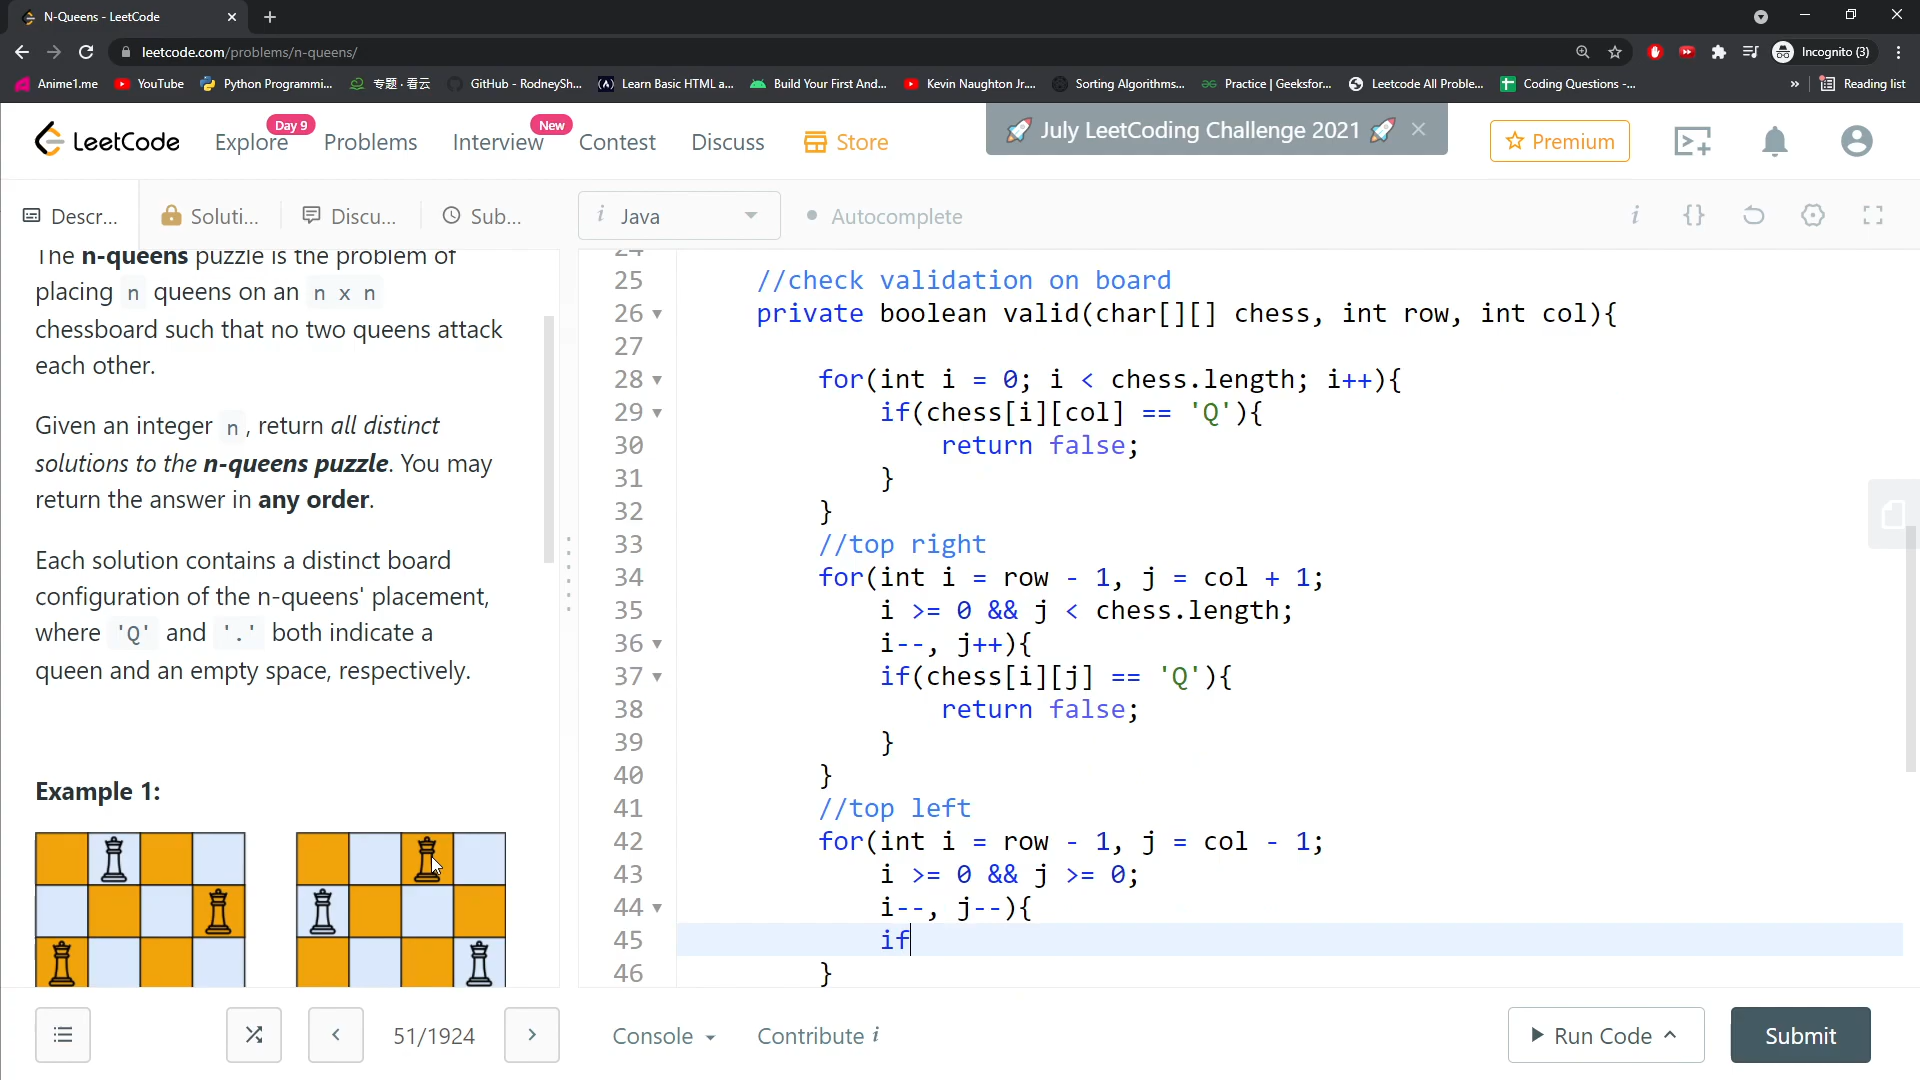 N-Queens - LeetCode
leetcode.com/problems/n-queens/
Incognito (3)
Anime1.me
YouTube
Python Programmi...
专题·看云
GitHub - RodneySh...
Learn Basic HTML a...
Build Your First And...
Kevin Naughton Jr....
Sorting Algorithms...
Practice | Geeksfor...
Leetcode All Proble...
Coding Questions -...
»
Reading list
LeetCode
Explore
Day 9
Problems
Interview
New
Contest
Discuss
Store
July LeetCoding Challenge 2021
Premium
Descr...
Soluti...
Discu...
Sub...
i Java
Autocomplete
i {}
The n-queens puzzle is the problem of
placing n queens on an n x n
chessboard such that no two queens attack
each other.
Given an integer n, return all distinct
solutions to the n-queens puzzle. You may
return the answer in any order.
Each solution contains a distinct board
configuration of the n-queens' placement,
where 'Q' and '.' both indicate a
queen and an empty space, respectively.
Example 1:
24
25 //check validation on board
26 private boolean valid(char[][] chess, int row, int col){
27
28 for(int i = 0; i < chess.length; i++){
29 if(chess[i][col] == 'Q'){
30 return false;
31 }
32 }
33 //top right
34 for(int i = row - 1, j = col + 1;
35 i >= 0 && j < chess.length;
36 i--, j++){
37 if(chess[i][j] == 'Q'){
38 return false;
39 }
40 }
41 //top left
42 for(int i = row - 1, j = col - 1;
43 i >= 0 && j >= 0;
44 i--, j--){
45 if
46 }
51/1924
Console
Contribute i
Run Code
Submit